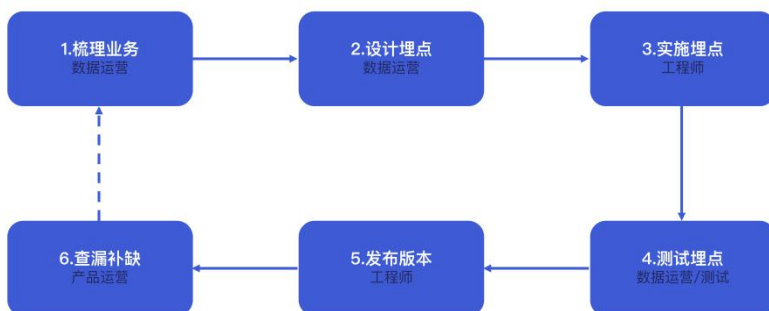 1.梳理业务
数据运营
2.设计埋点
数据运营
3.实施埋点
工程师
4.测试埋点
数据运营/测试
5.发布版本
工程师
6.查漏补缺
产品运营